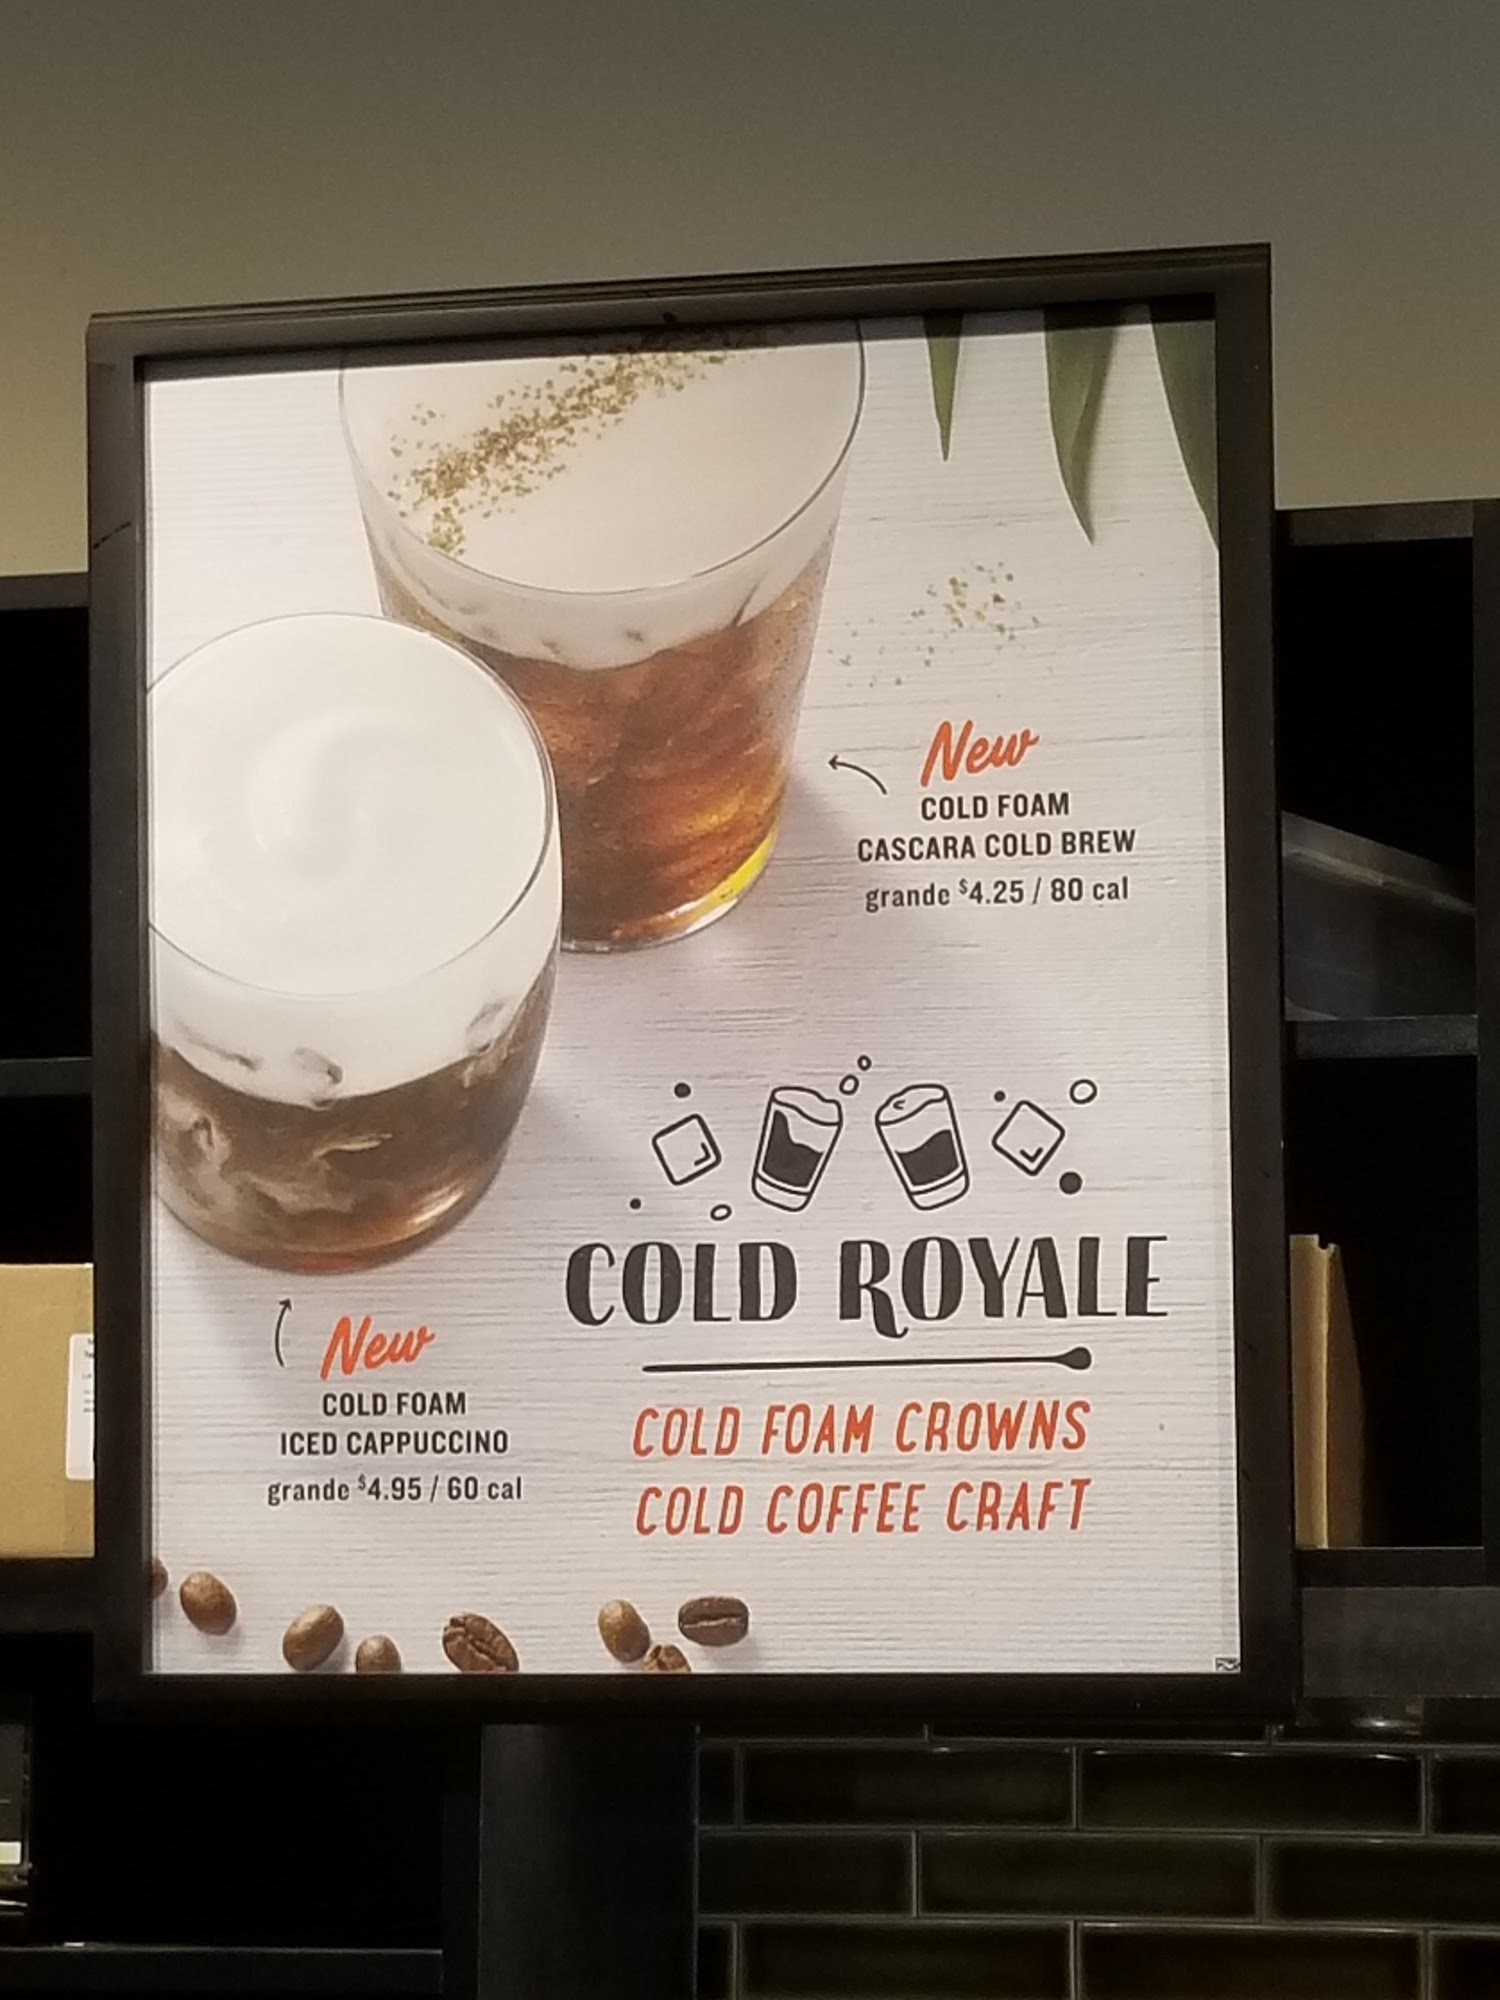 New
COLD FOAM
CASCARA COLD BREW
grande $4.25 / 80 cal
COLD ROYALE
COLD FOAM CROWNS
COLD COFFEE CRAFT
New
COLD FOAM
ICED CAPPUCCINO
grande $4.95 / 60 cal